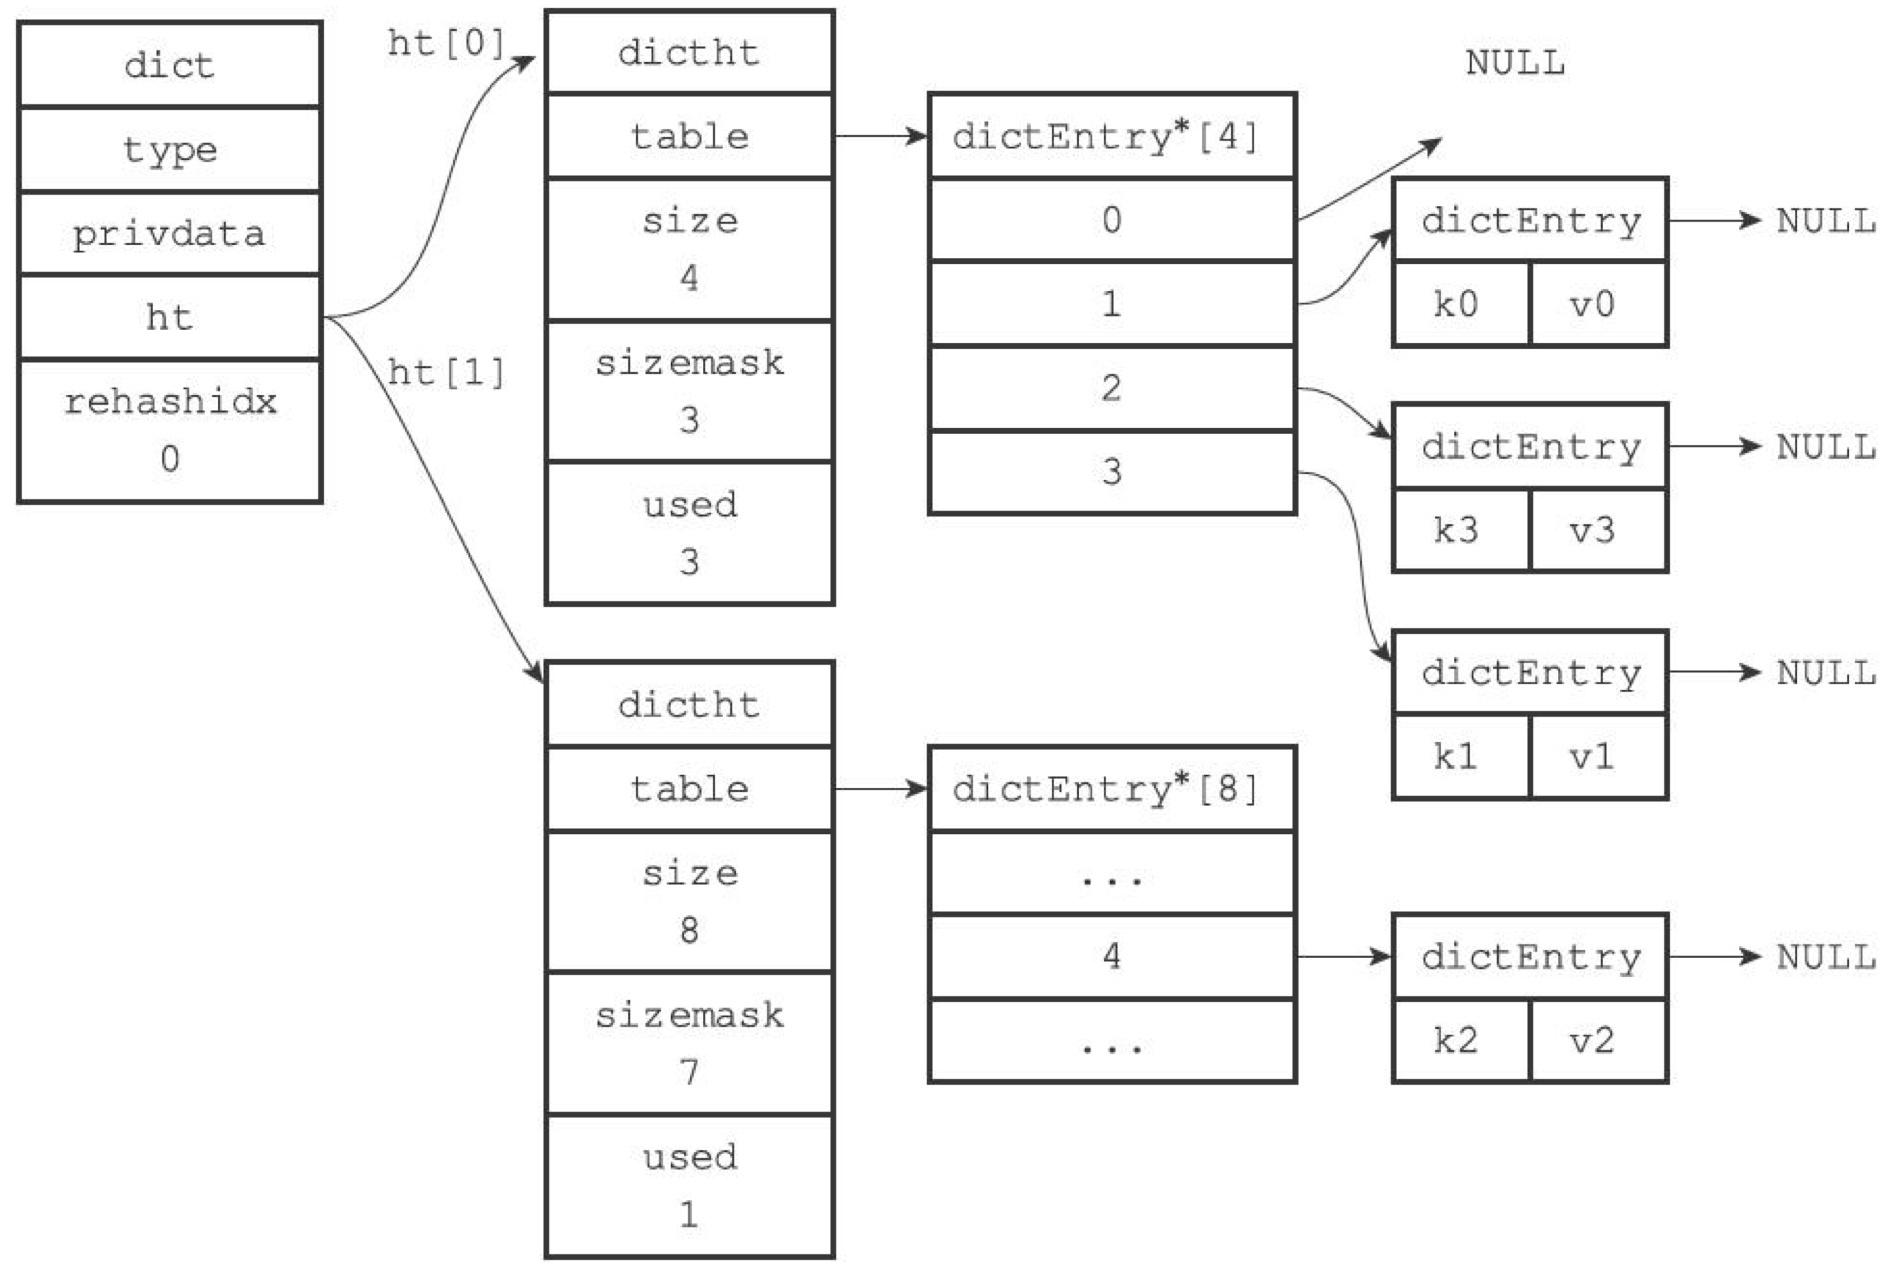 dict
type
privdata
ht
rehashidx
0
ht[0]
ht[1]
dictht
table
size
4
sizemask
3
used
3
dictEntry*[4]
0
1
2
3
NULL
dictEntry
NULL
k0 v0
dictEntry
NULL
k3 v3
dictEntry
NULL
k1 v1
dictht
table
size
8
sizemask
7
used
1
dictEntry*[8]
...
4
...
dictEntry
NULL
k2 v2